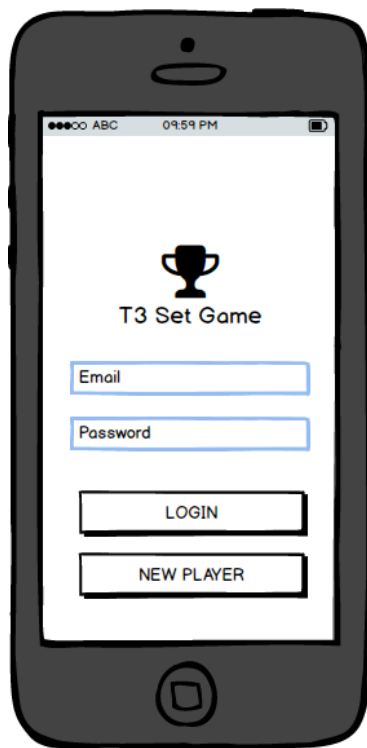 ABC 09:59 PM
T3 Set Game
Email
Password
LOGIN
NEW PLAYER